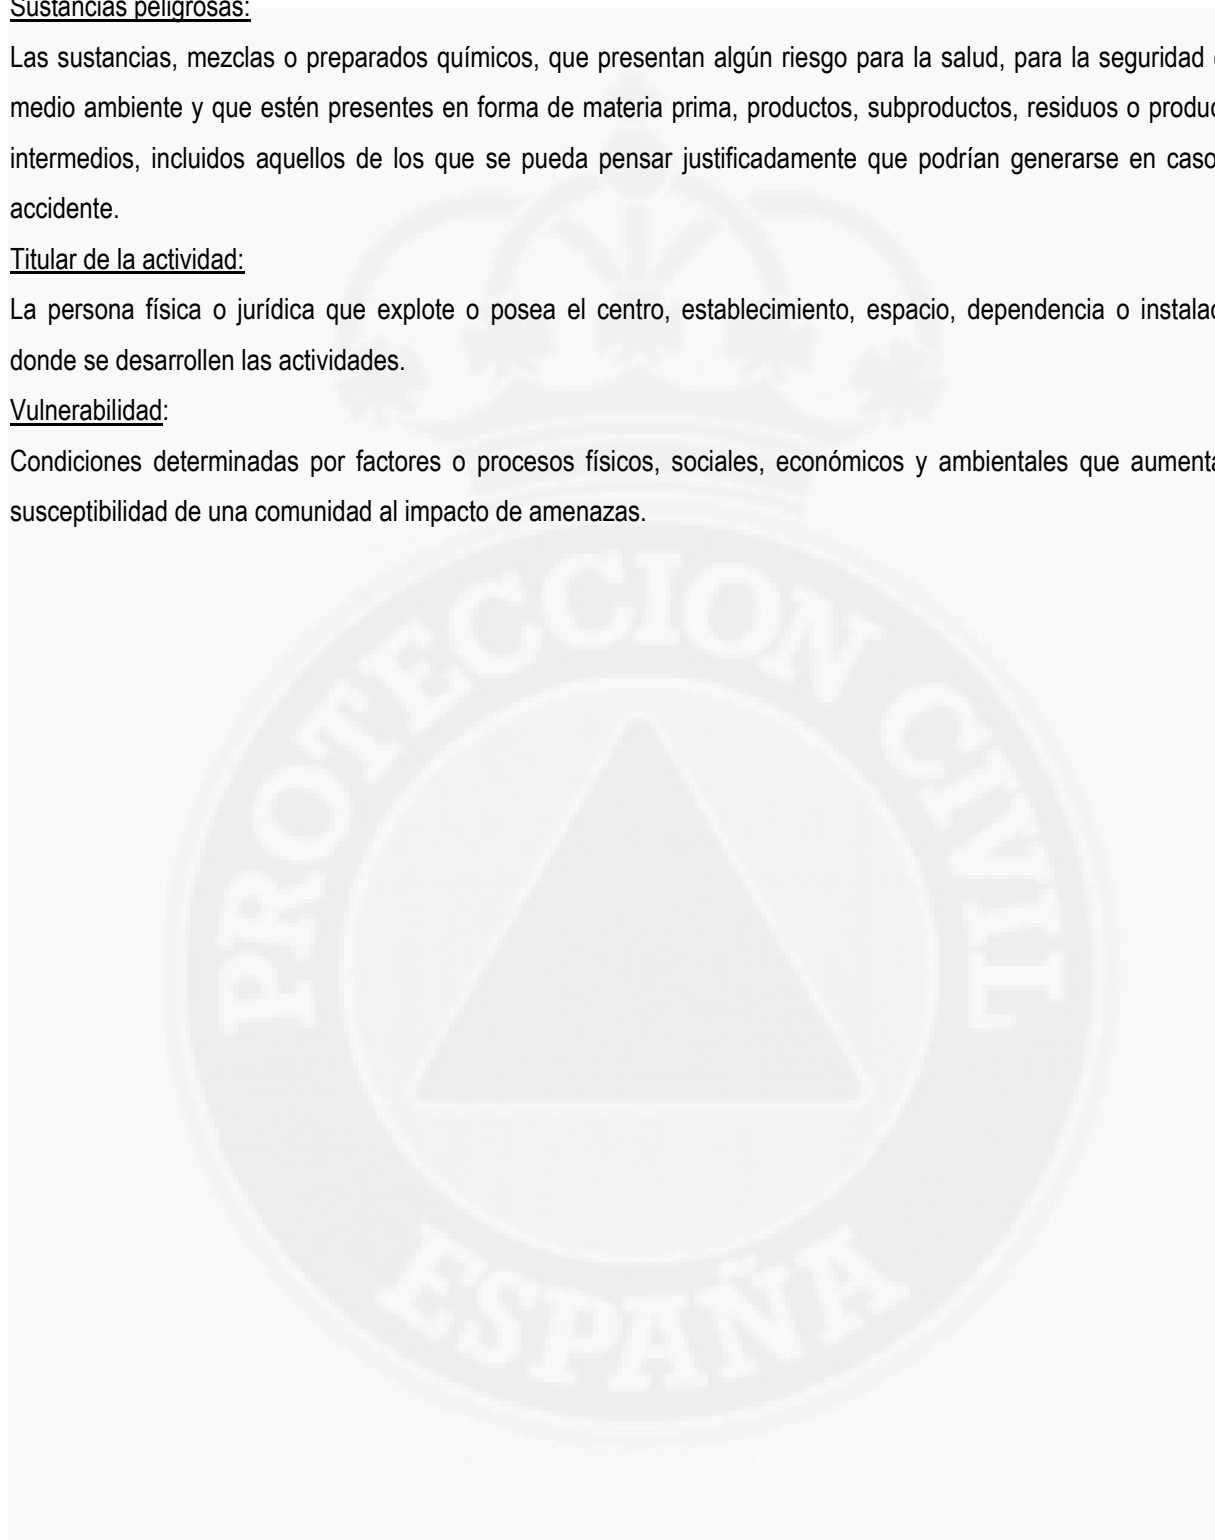 Sustancias peligrosas:
Las sustancias, mezclas o preparados químicos, que presentan algún riesgo para la salud, para la seguridad
medio ambiente y que estén presentes en forma de materia prima, productos, subproductos, residuos o
intermedios, incluidos aquellos de los que se pueda pensar justificadamente que podrían generarse en caso
accidente.
Titular de la actividad:
La persona física o jurídica que explote o posea el centro, establecimiento, espacio, dependencia o
donde se desarrollen las actividades.
Vulnerabilidad:
Condiciones determinadas por factores o procesos físicos, sociales, económicos y ambientales que
susceptibilidad de una comunidad al impacto de amenazas.
PROTECCION CIVIL
ESPAÑA